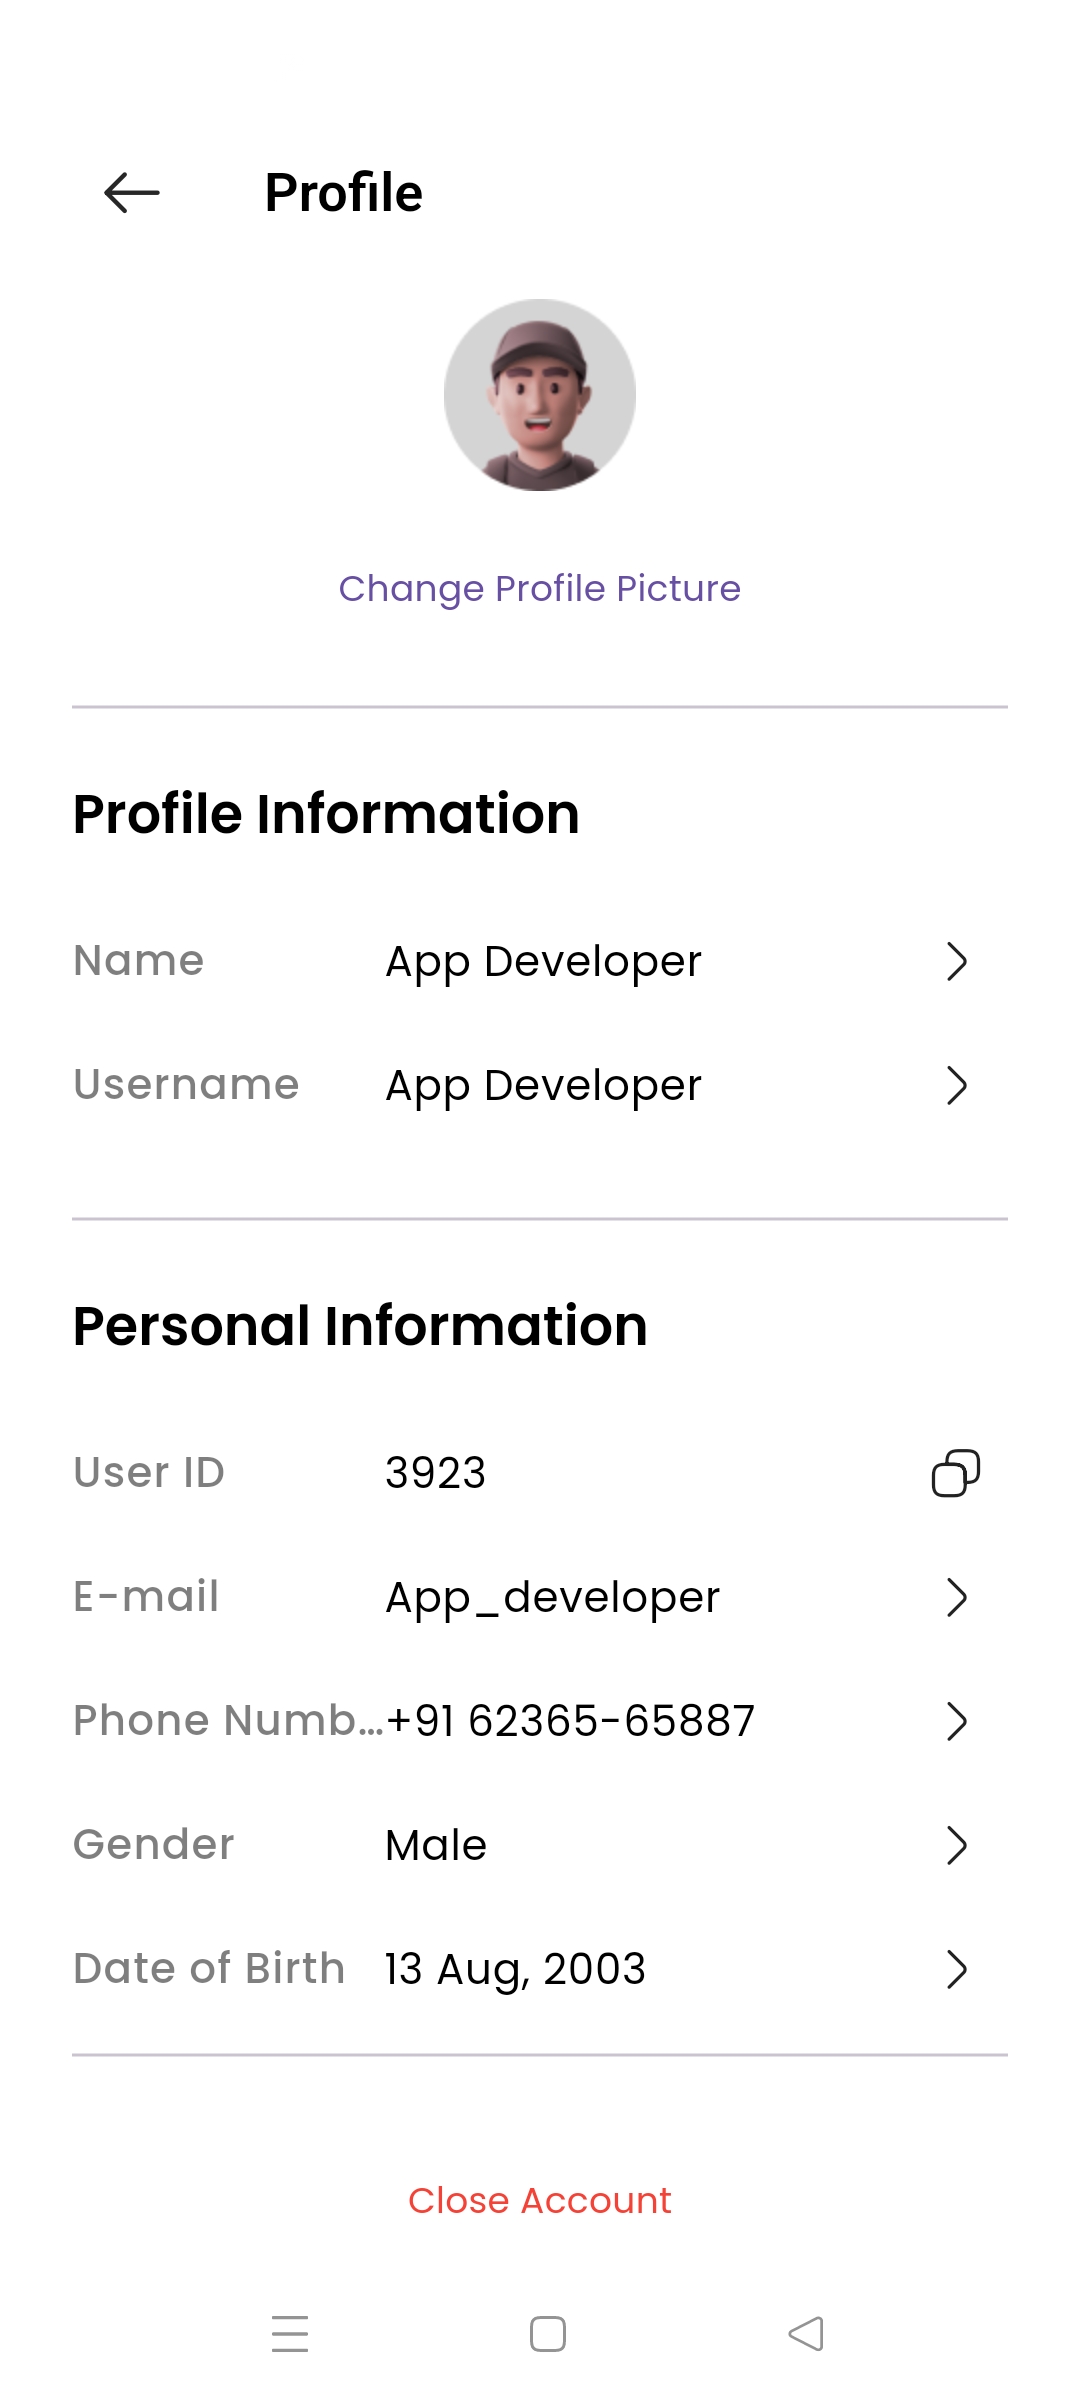 Profile
Change Profile Picture
Profile Information
Name App Developer
Username App Developer
Personal Information
User ID 3923
E-mail App_developer
Phone Numb...+91 62365-65887
Gender Male
Date of Birth 13 Aug, 2003
Close Account